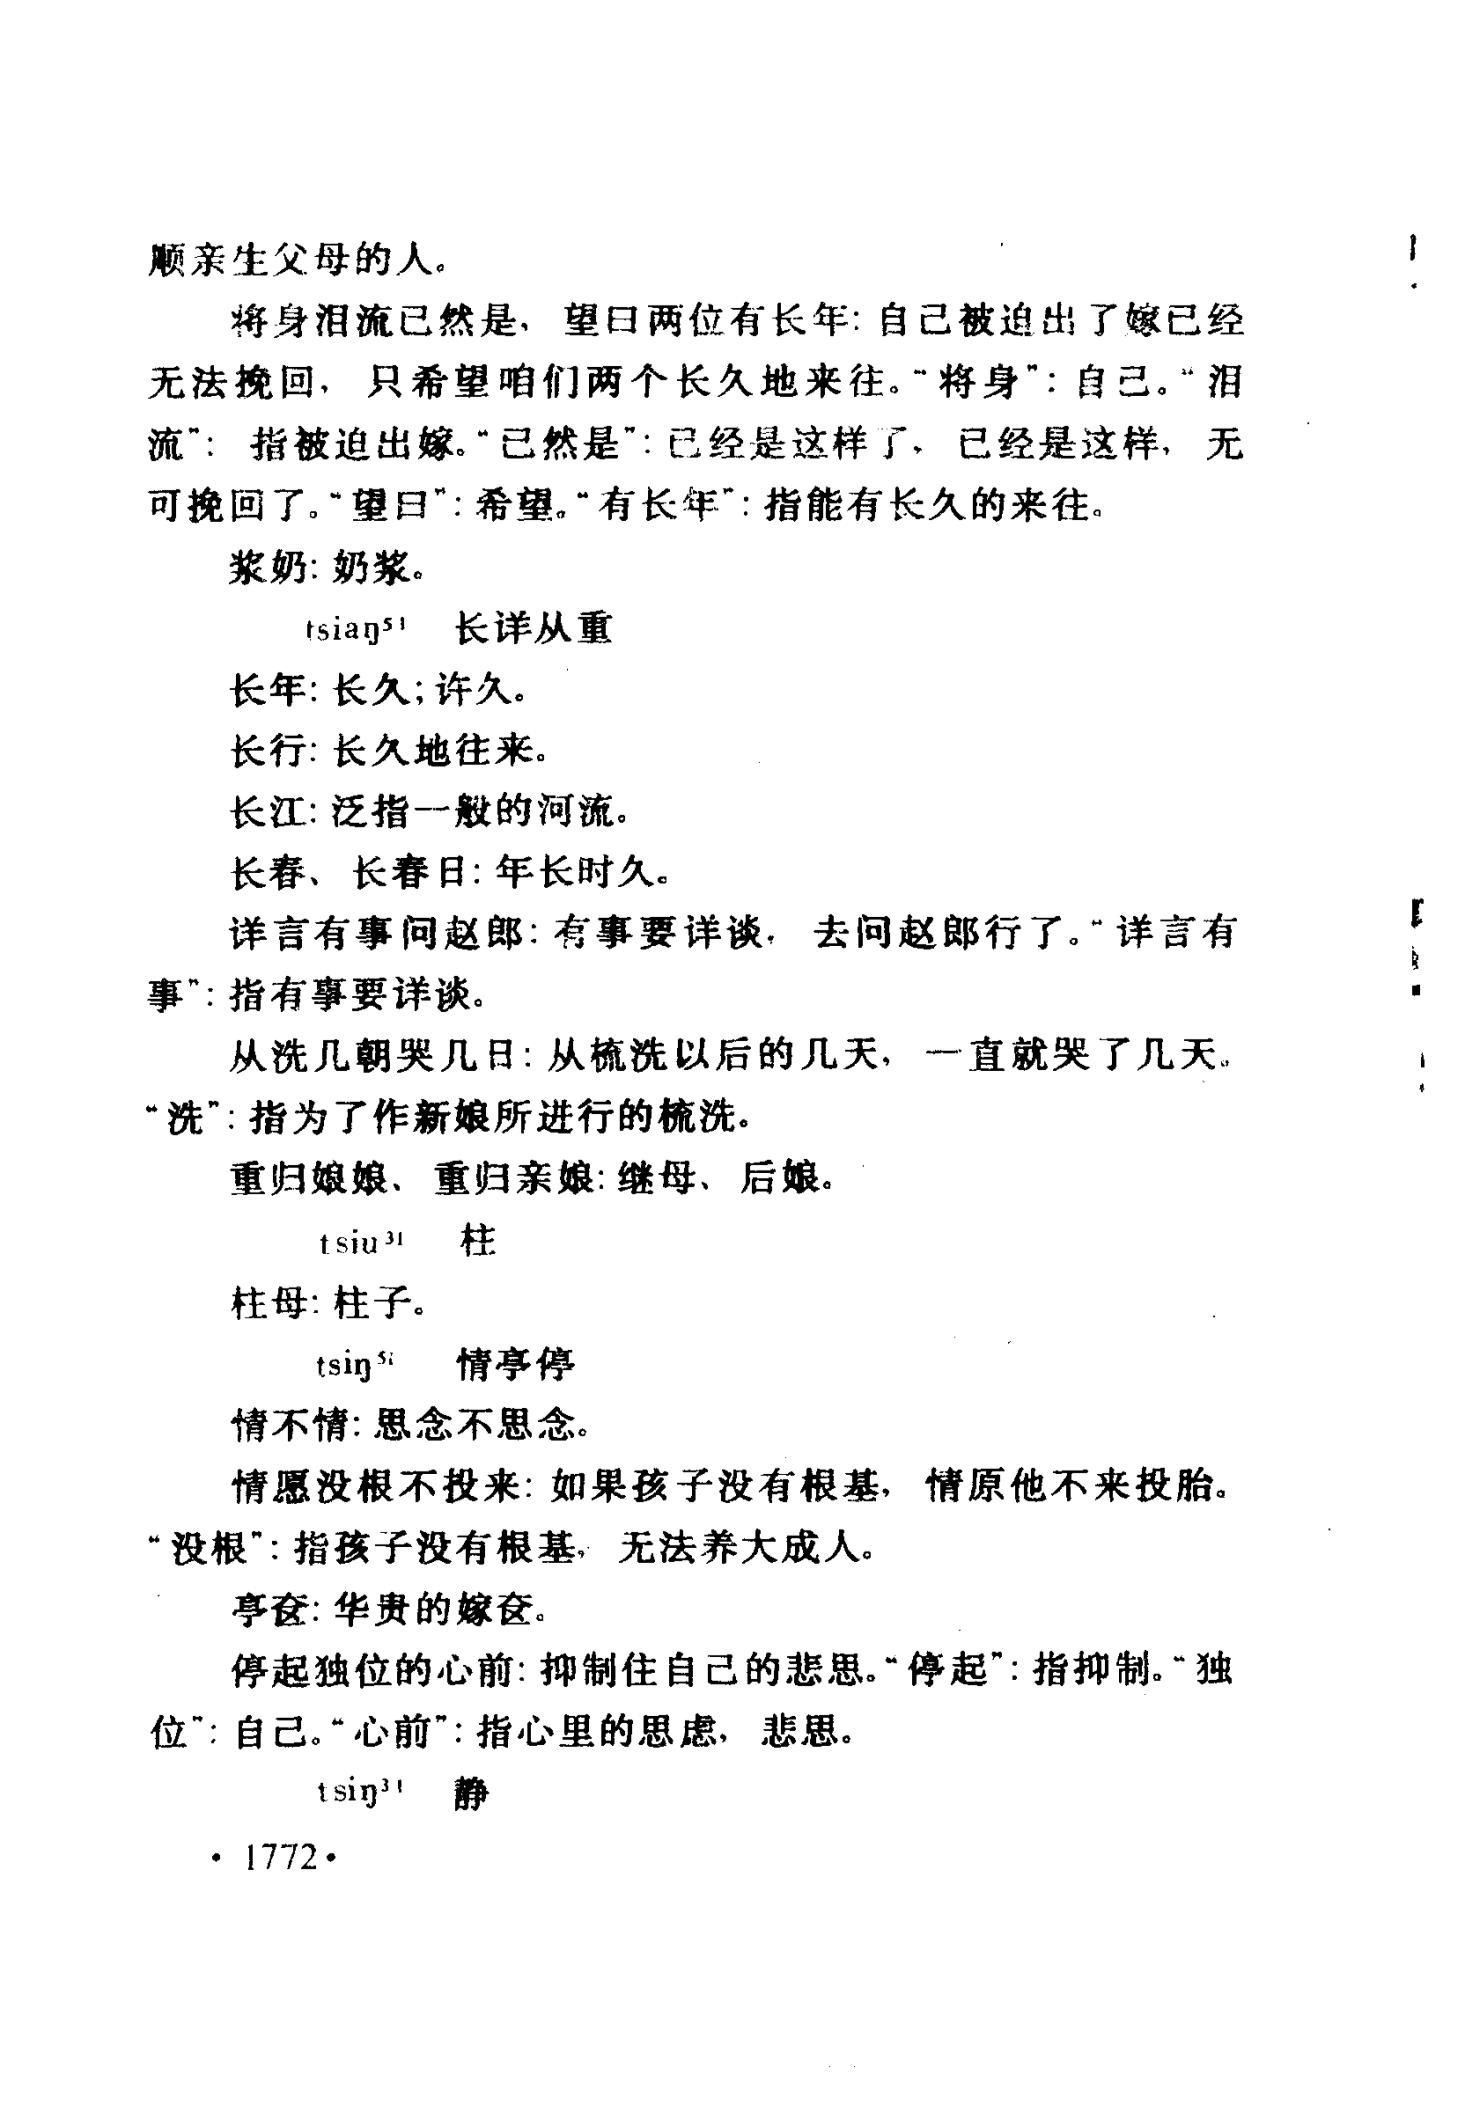 顺亲生父母的人。
将身泪流已然是，望曰两位有长年：自己被迫出了嫁已经
无法挽回，只希望咱们两个长久地来往。“将身”：自己。“泪
流”：指被迫出嫁。“已然是”：已经是这样了，已经是这样，无
可挽回了。“望曰”：希望。“有长年”：指能有长久的来往。
浆奶：奶浆。
tsiaŋ⁵¹ 长详从重
长年：长久；许久。
长行：长久地往来。
长江：泛指一般的河流。
长春、长春日：年长时久。
详言有事问赵郎：有事要详谈，去问赵郎行了。“详言有
事”：指有事要详谈。
从洗几朝哭几日：从梳洗以后的几天，一直就哭了几天。
“洗”：指为了作新娘所进行的梳洗。
重归娘娘、重归亲娘：继母、后娘。
tsiu³¹ 柱
柱母：柱子。
tsiŋ⁵¹ 情亭停
情不情：思念不思念。
情愿没根不投来：如果孩子没有根基，情原他不来投胎。
“没根”：指孩子没有根基，无法养大成人。
亭奁：华贵的嫁奁。
停起独位的心前：抑制住自己的悲思。“停起”：指抑制。“独
位”：自己。“心前”：指心里的思虑，悲思。
tsiŋ³¹ 静
· 1772 ·